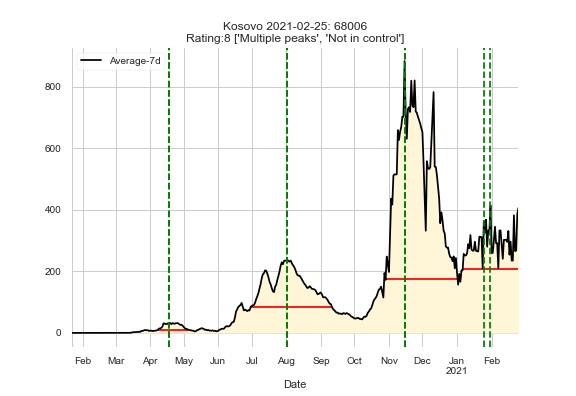 Kosovo 2021-02-25: 68006
Rating:8 ['Multiple peaks', 'Not in control']
Average-7d
800
600
400
200
0
Feb Mar Apr May Jun Jul Aug Sep Oct Nov Dec Jan Feb
2021
Date